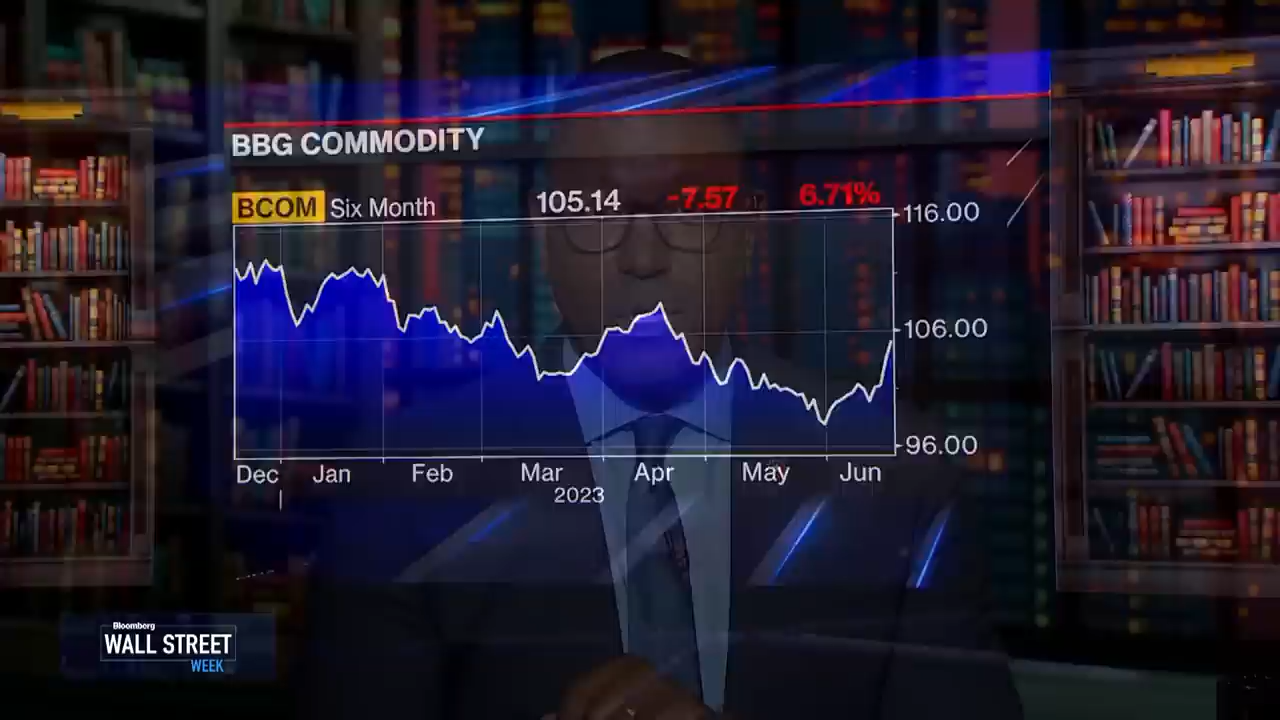 BBG COMMODITY
BCOM Six Month 105.14 -7.57 6.71%
116.00
106.00
96.00
Dec Jan Feb Mar Apr May Jun
2023
Bloomberg
WALL STREET
WEEK